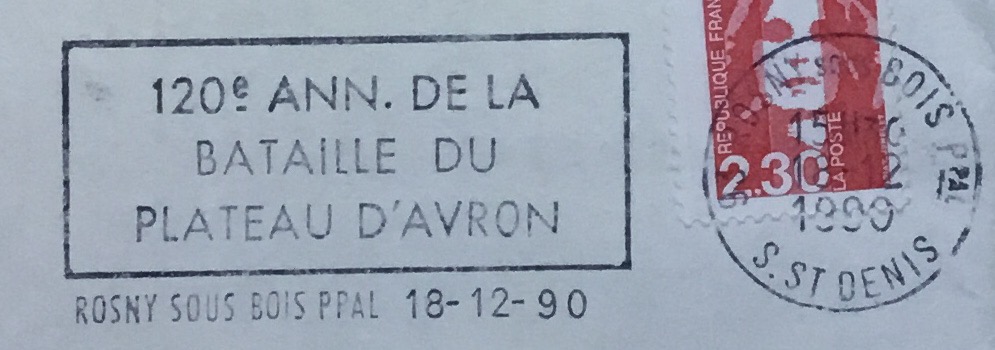 120e ANN. DE LA
BATAILLE DU
PLATEAU D'AVRON
ROSNY SOUS BOIS PPAL 18-12-90
REPUBLIQUE FRAN
2.30
LA POSTE
BOIS PPAL
1990
S.ST DENIS